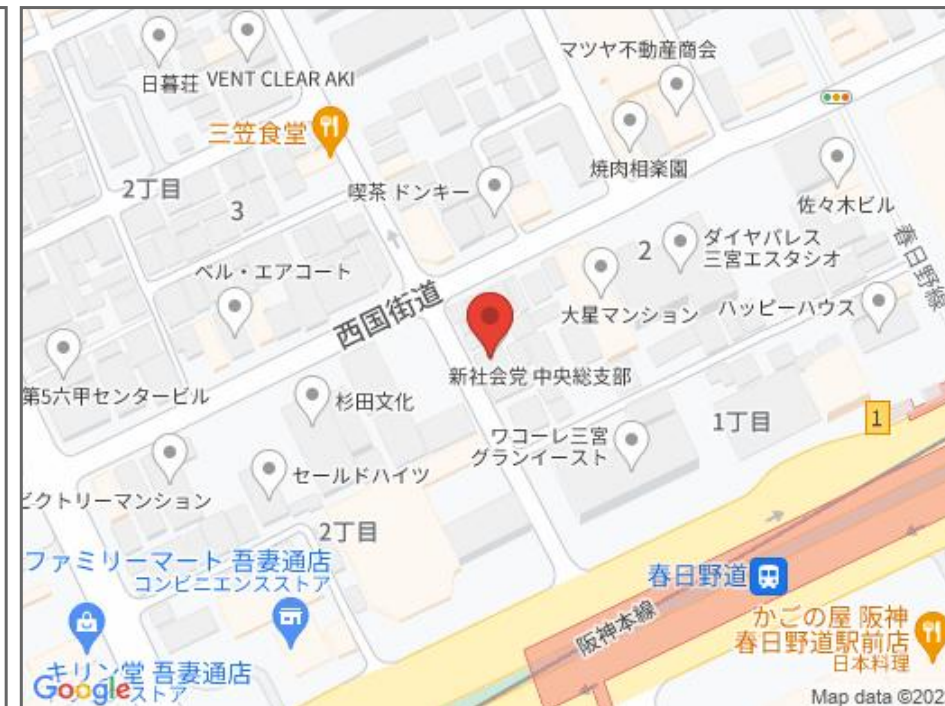 マツヤ不動産商会
日暮荘
VENT CLEAR AKI
三笠食堂
焼肉相楽園
2丁目
3
喫茶 ドンキー
佐々木ビル
春日野線
2
ダイヤパレス
三宮エスタシオ
ベル・エアコート
大星マンション
ハッピーハウス
西国街道
新社会党 中央総支部
第5六甲センタービル
杉田文化
1丁目
1
ワコーレ三宮
グランイースト
セールドハイツ
ビクトリーマンション
2丁目
ファミリーマート 吾妻通店
コンビニエンスストア
春日野道
阪神本線
かごの屋 阪神
春日野道駅前店
日本料理
キリン堂 吾妻通店
Google
ストア
Map data ©202